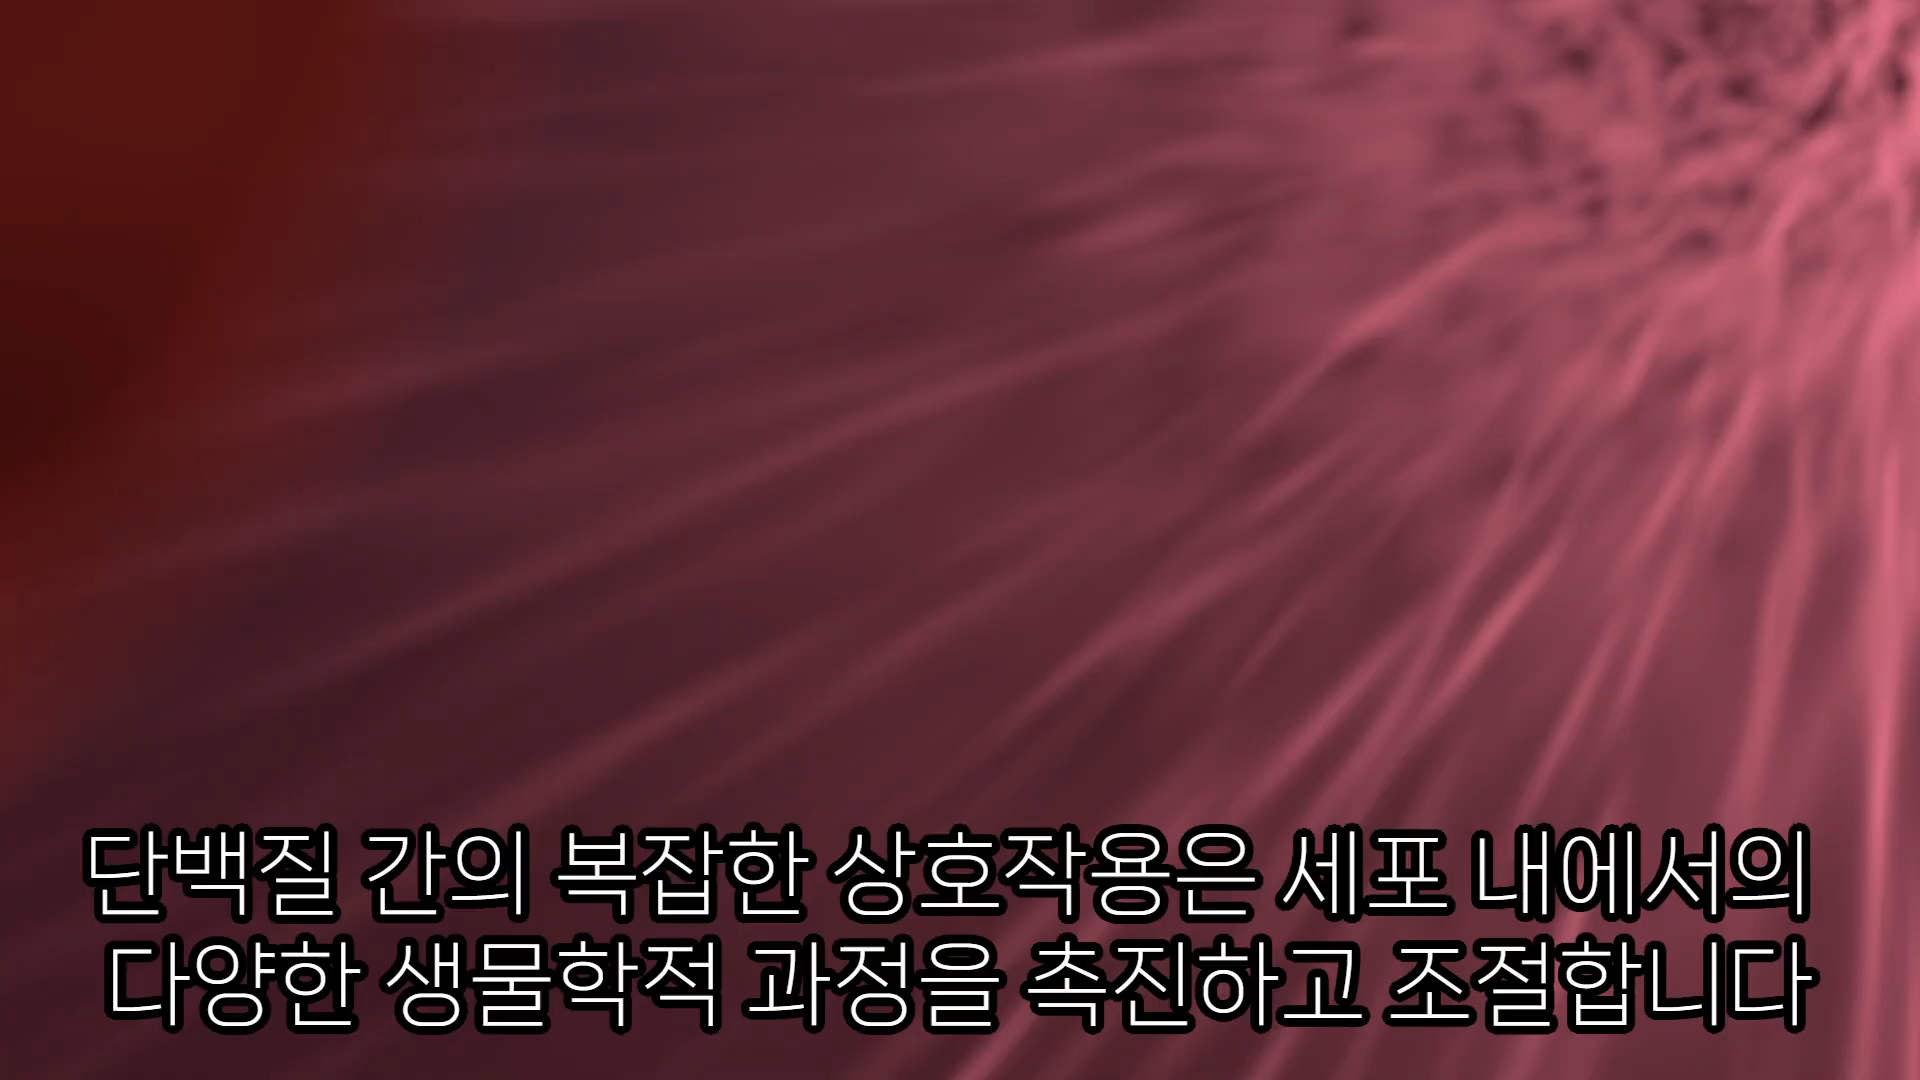 단백질 간의 복잡한 상호작용은 세포 내에서의
다양한 생물학적 과정을 촉진하고 조절합니다